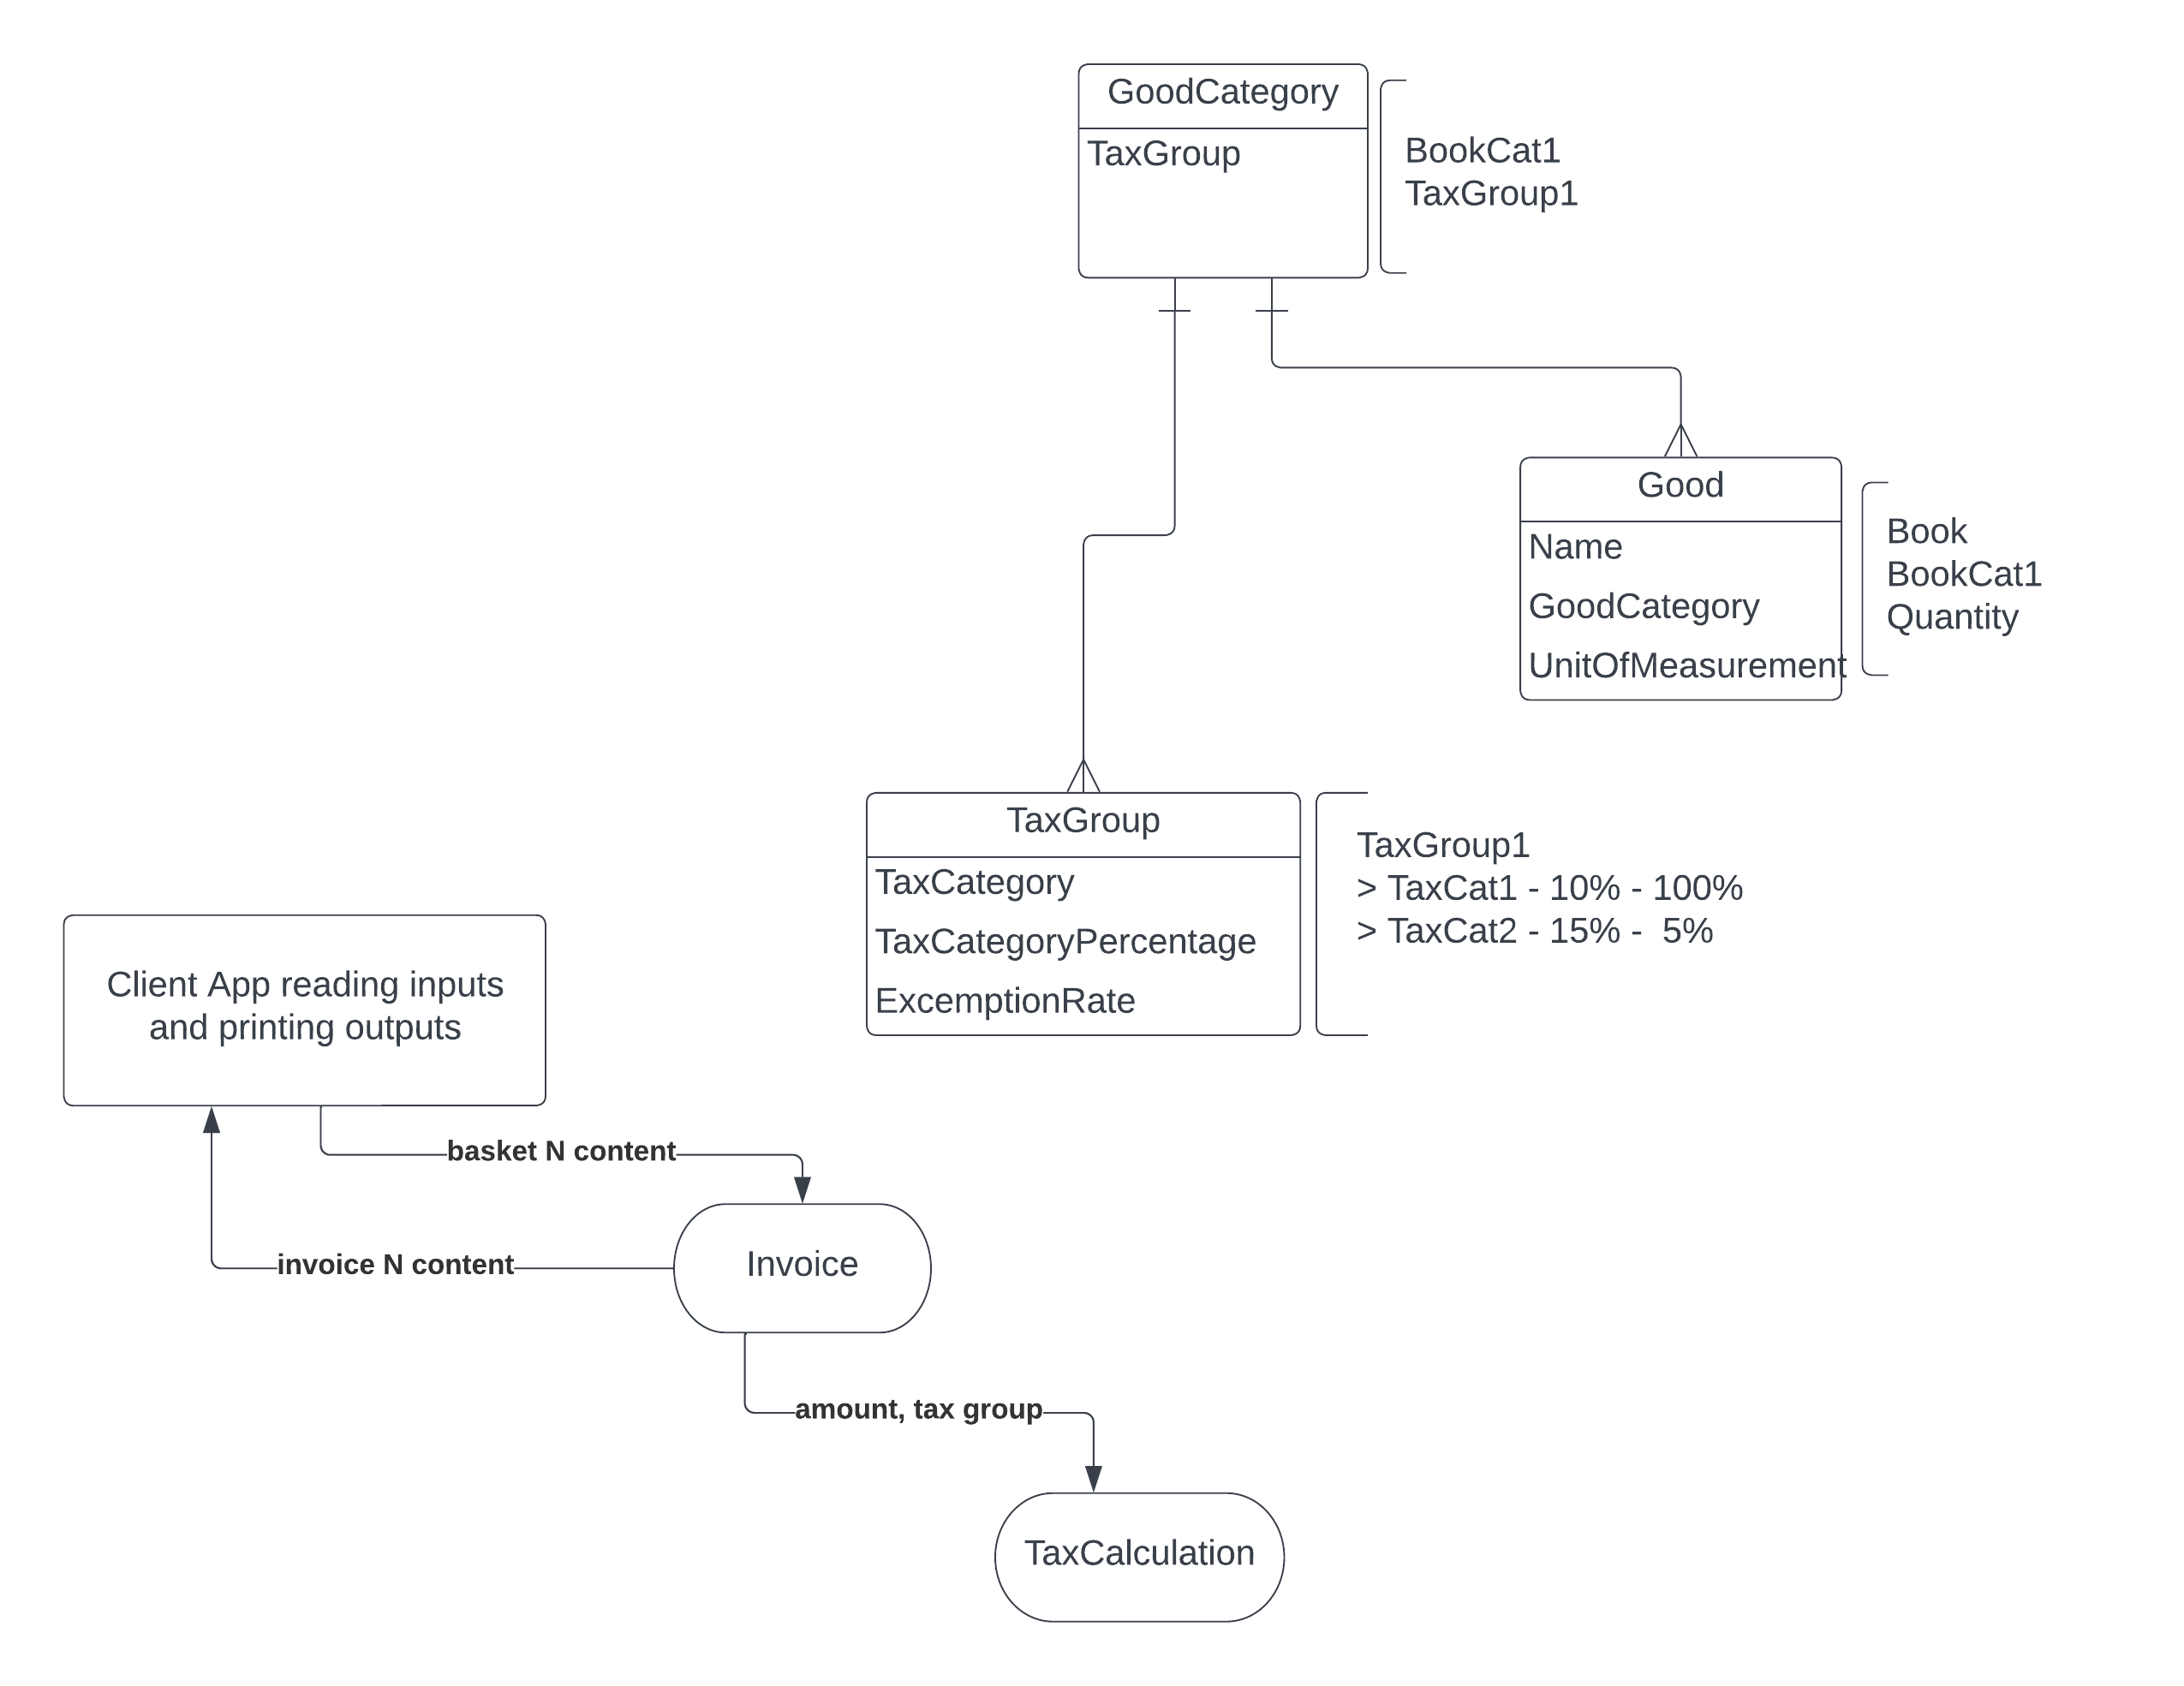 GoodCategory
TaxGroup
BookCat1
TaxGroup1
Good
Name
GoodCategory
UnitOfMeasurement
Book
BookCat1
Quantity
TaxGroup
TaxCategory
TaxCategoryPercentage
ExcemptionRate
TaxGroup1
> TaxCat1 - 10% - 100%
> TaxCat2 - 15% -  5%
Client App reading inputs
and printing outputs
basket N content
invoice N content
Invoice
amount, tax group
TaxCalculation